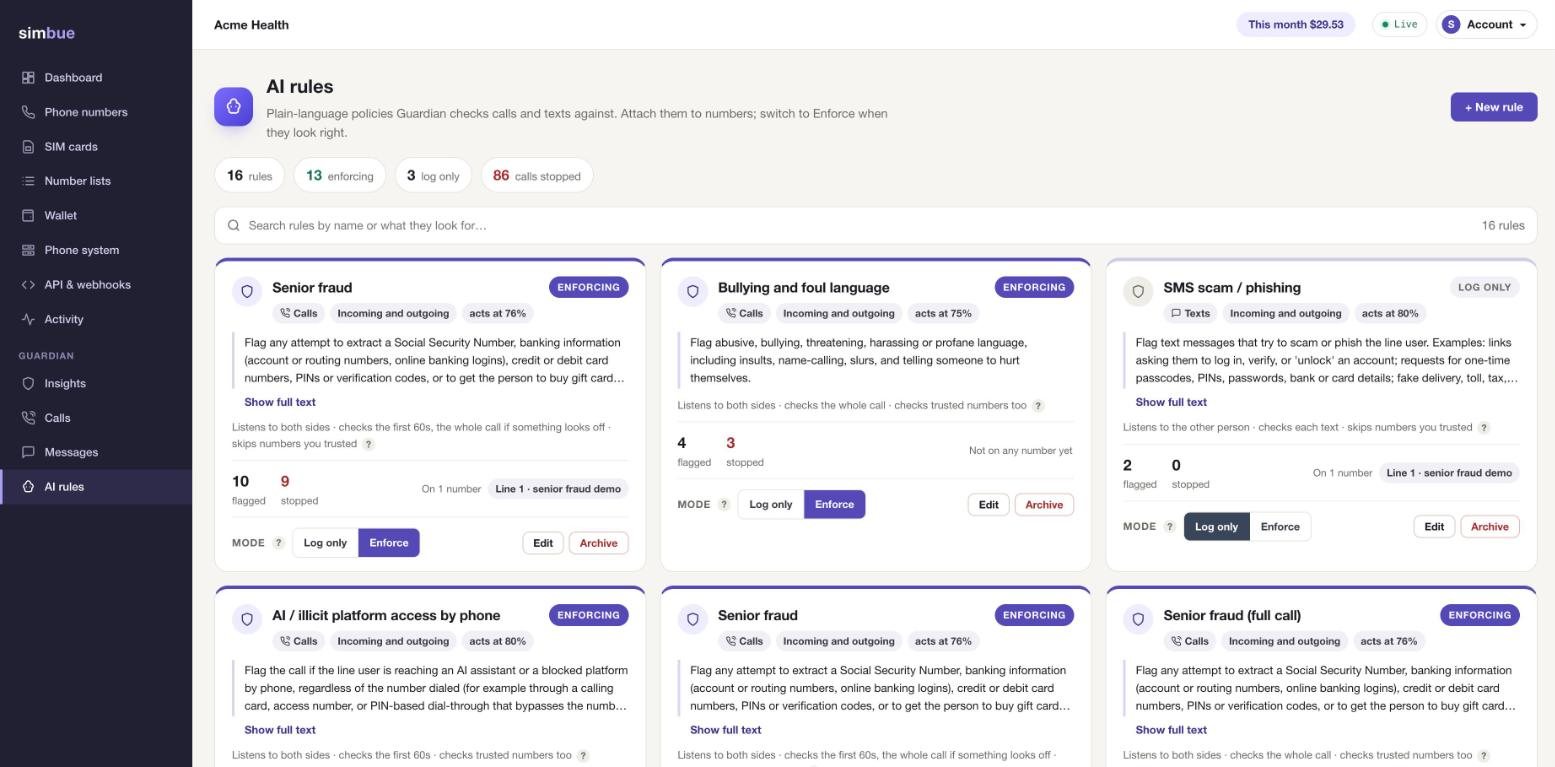 simbue
Dashboard
Phone numbers
SIM cards
Number lists
Wallet
Phone system
API & webhooks
Activity
GUARDIAN
Insights
Calls
Messages
AI rules
Acme Health
This month $29.53
Live
S Account
AI rules
Plain-language policies Guardian checks calls and texts against. Attach them to numbers; switch to Enforce when
they look right.
+ New rule
16 rules
13 enforcing
3 log only
86 calls stopped
Search rules by name or what they look for…
16 rules
Senior fraud
ENFORCING
Calls
Incoming and outgoing
acts at 76%
Flag any attempt to extract a Social Security Number, banking information
(account or routing numbers, online banking logins), credit or debit card
numbers, PINs or verification codes, or to get the person to buy gift card…
Show full text
Listens to both sides · checks the first 60s, the whole call if something looks off ·
skips numbers you trusted ?
10 flagged
9 stopped
On 1 number Line 1 · senior fraud demo
MODE ? Log only Enforce
Edit Archive
Bullying and foul language
ENFORCING
Calls
Incoming and outgoing
acts at 75%
Flag abusive, bullying, threatening, harassing or profane language,
including insults, name-calling, slurs, and telling someone to hurt
themselves.
Listens to both sides · checks the whole call · checks trusted numbers too ?
4 flagged
3 stopped
Not on any number yet
MODE ? Log only Enforce
Edit Archive
SMS scam / phishing
LOG ONLY
Texts
Incoming and outgoing
acts at 80%
Flag text messages that try to scam or phish the line user. Examples: links
asking them to log in, verify, or 'unlock' an account; requests for one-time
passcodes, PINs, passwords, bank or card details; fake delivery, toll, tax,…
Show full text
Listens to the other person · checks each text · skips numbers you trusted ?
2 flagged
0 stopped
On 1 number Line 1 · senior fraud demo
MODE ? Log only Enforce
Edit Archive
AI / illicit platform access by phone
ENFORCING
Calls
Incoming and outgoing
acts at 80%
Flag the call if the line user is reaching an AI assistant or a blocked platform
by phone, regardless of the number dialed (for example through a calling
card, access number, or PIN-based dial-through that bypasses the numb…
Show full text
Listens to both sides · checks the first 60s · checks trusted numbers too ?
Senior fraud
ENFORCING
Calls
Incoming and outgoing
acts at 76%
Flag any attempt to extract a Social Security Number, banking information
(account or routing numbers, online banking logins), credit or debit card
numbers, PINs or verification codes, or to get the person to buy gift card…
Show full text
Listens to both sides · checks the first 60s, the whole call if something looks off ·
Senior fraud (full call)
ENFORCING
Calls
Incoming and outgoing
acts at 76%
Flag any attempt to extract a Social Security Number, banking information
(account or routing numbers, online banking logins), credit or debit card
numbers, PINs or verification codes, or to get the person to buy gift card…
Show full text
Listens to both sides · checks the whole call · checks trusted numbers too ?